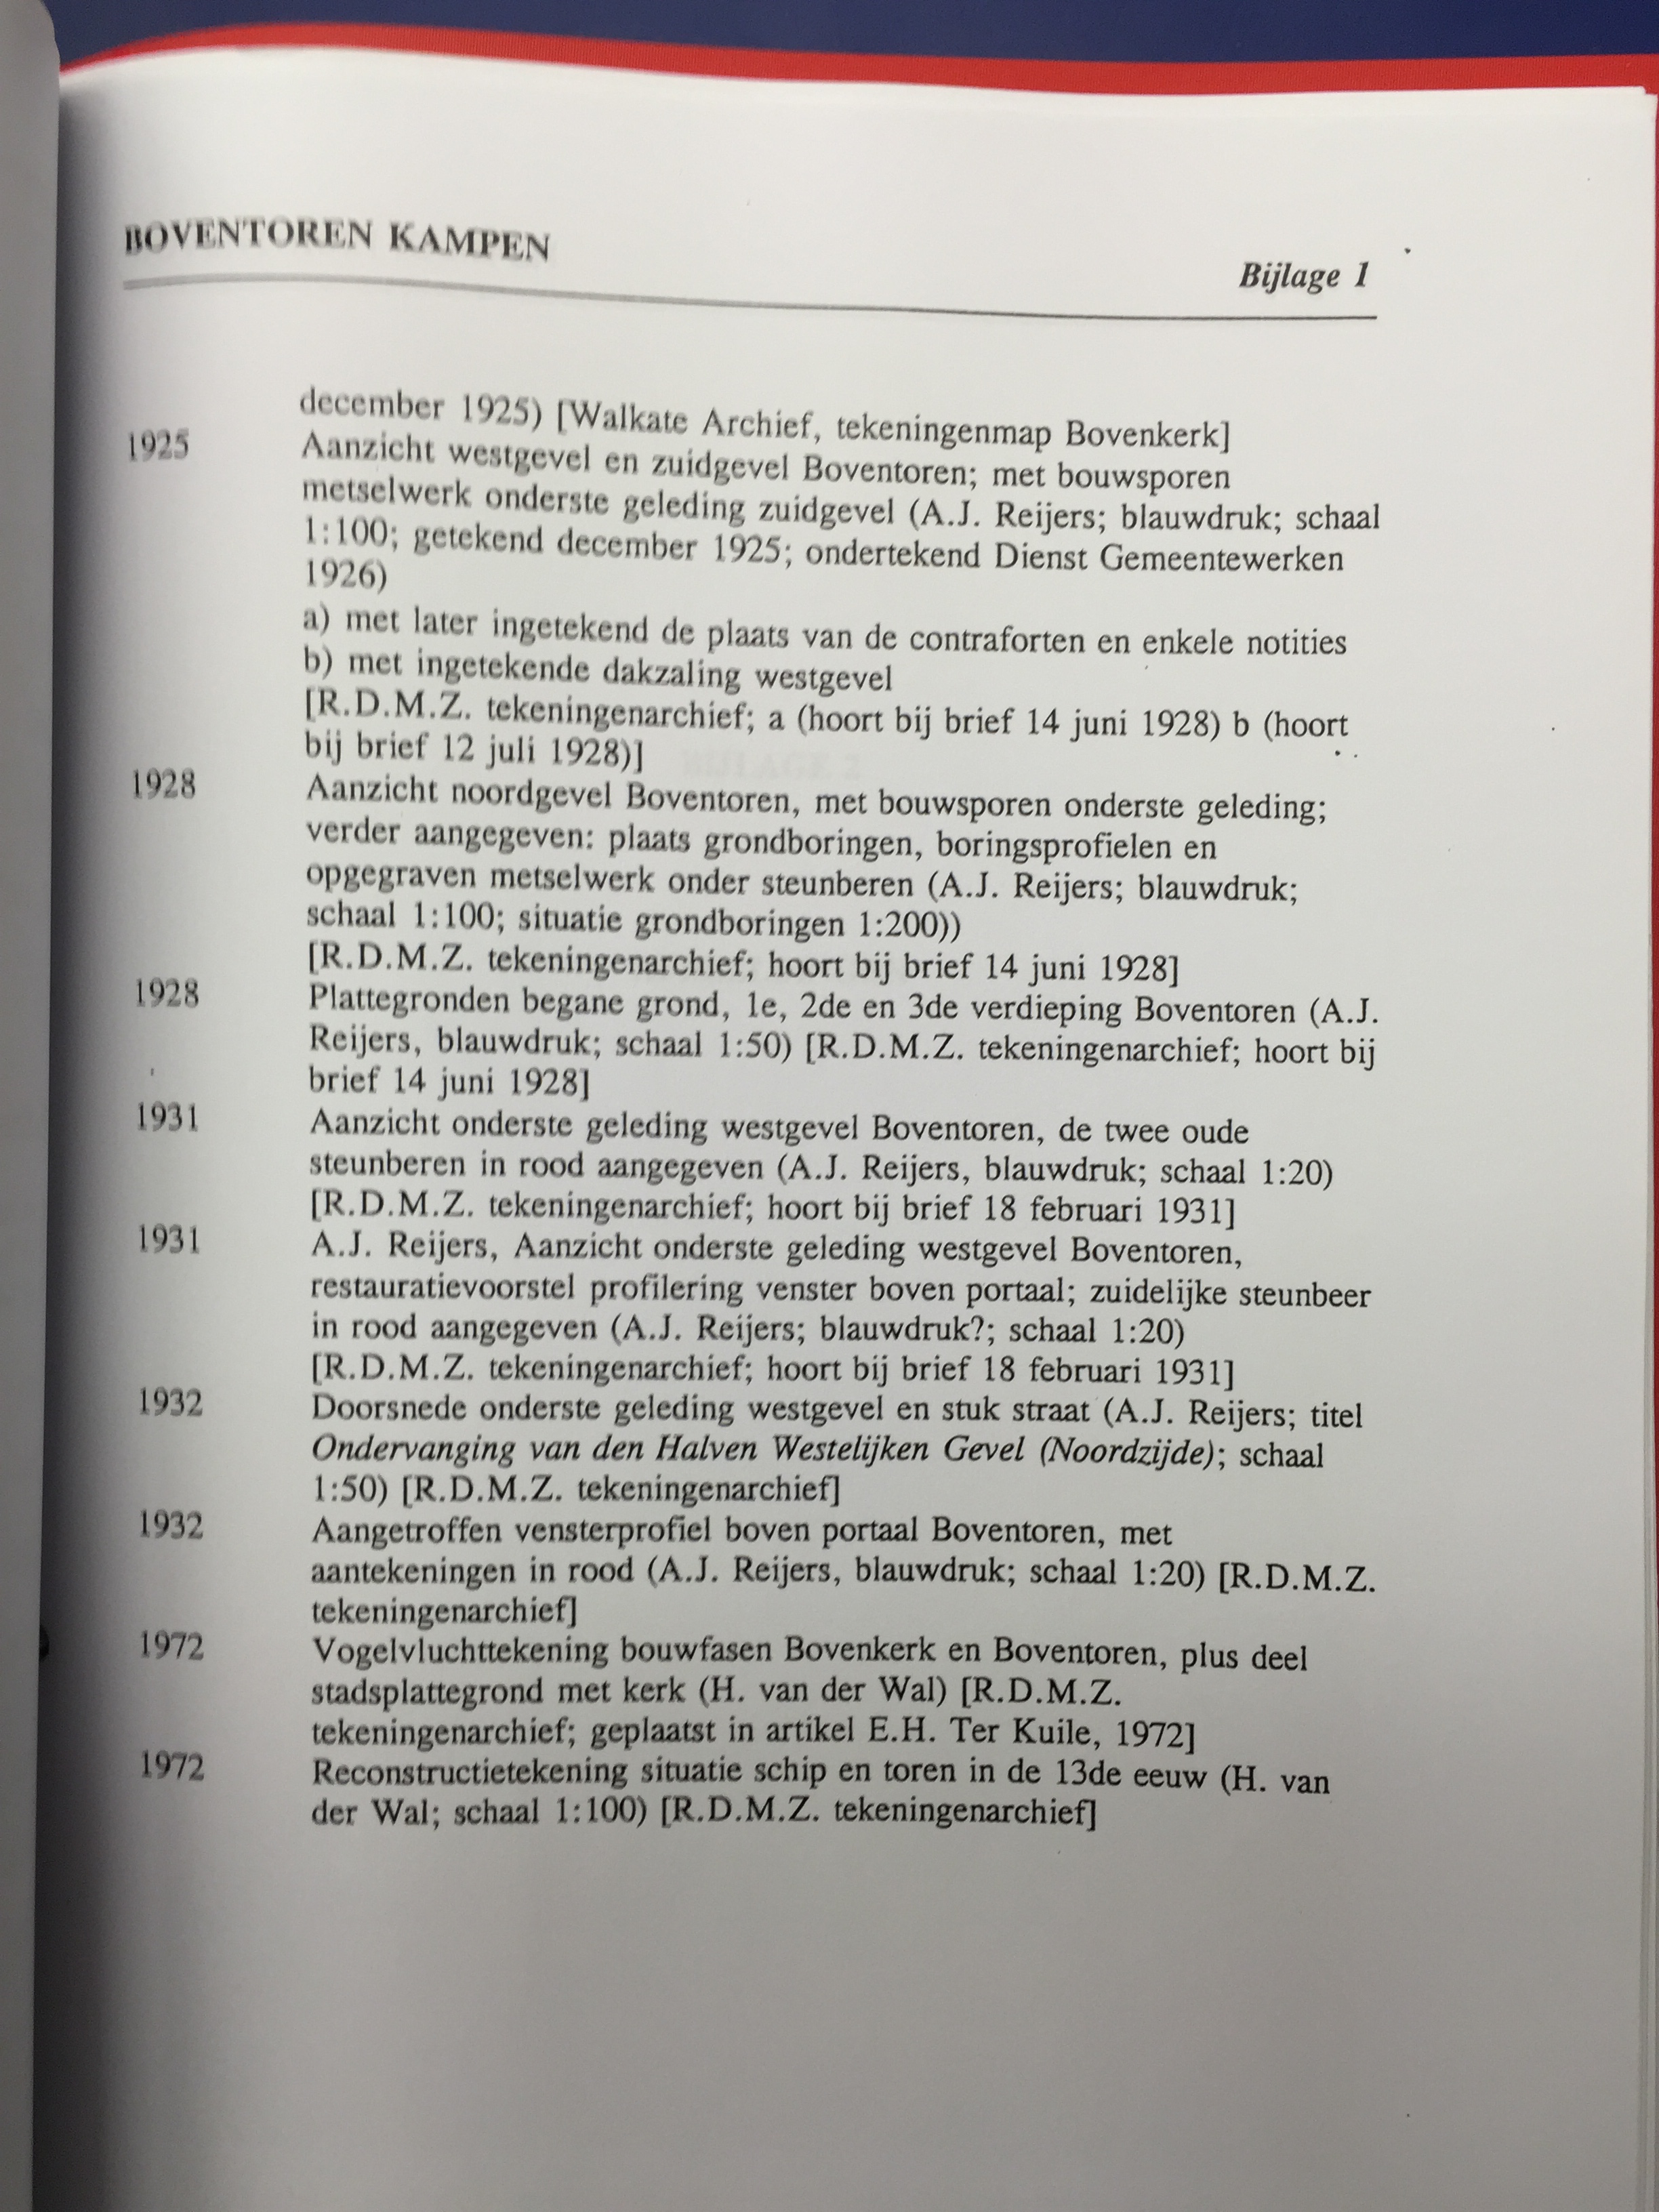 BOVENTOREN KAMPEN
Bijlage 1
december 1925) [Walkate Archief, tekeningenmap Bovenkerk]
1925 Aanzicht westgevel en zuidgevel Boventoren; met bouwsporen
metselwerk onderste geleding zuidgevel (A.J. Reijers; blauwdruk; schaal
1:100; getekend december 1925; ondertekend Dienst Gemeentewerken
1926)
a) met later ingetekend de plaats van de contraforten en enkele notities
b) met ingetekende dakzaling westgevel
[R.D.M.Z. tekeningenarchief; a (hoort bij brief 14 juni 1928) b (hoort
bij brief 12 juli 1928)]
1928 Aanzicht noordgevel Boventoren, met bouwsporen onderste geleding;
verder aangegeven: plaats grondboringen, boringsprofielen en
opgegraven metselwerk onder steunberen (A.J. Reijers; blauwdruk;
schaal 1:100; situatie grondboringen 1:200))
[R.D.M.Z. tekeningenarchief; hoort bij brief 14 juni 1928]
1928 Plattegronden begane grond, 1e, 2de en 3de verdieping Boventoren (A.J.
Reijers, blauwdruk; schaal 1:50) [R.D.M.Z. tekeningenarchief; hoort bij
brief 14 juni 1928]
1931 Aanzicht onderste geleding westgevel Boventoren, de twee oude
steunberen in rood aangegeven (A.J. Reijers, blauwdruk; schaal 1:20)
[R.D.M.Z. tekeningenarchief; hoort bij brief 18 februari 1931]
1931 A.J. Reijers, Aanzicht onderste geleding westgevel Boventoren,
restauratievoorstel profilering venster boven portaal; zuidelijke steunbeer
in rood aangegeven (A.J. Reijers; blauwdruk?; schaal 1:20)
[R.D.M.Z. tekeningenarchief; hoort bij brief 18 februari 1931]
1932 Doorsnede onderste geleding westgevel en stuk straat (A.J. Reijers; titel
Ondervanging van den Halven Westelijken Gevel (Noordzijde); schaal
1:50) [R.D.M.Z. tekeningenarchief]
1932 Aangetroffen vensterprofiel boven portaal Boventoren, met
aantekeningen in rood (A.J. Reijers, blauwdruk; schaal 1:20) [R.D.M.Z.
tekeningenarchief]
1972 Vogelvluchttekening bouwfasen Bovenkerk en Boventoren, plus deel
stadsplattegrond met kerk (H. van der Wal) [R.D.M.Z.
tekeningenarchief; geplaatst in artikel E.H. Ter Kuile, 1972]
1972 Reconstructietekening situatie schip en toren in de 13de eeuw (H. van
der Wal; schaal 1:100) [R.D.M.Z. tekeningenarchief]